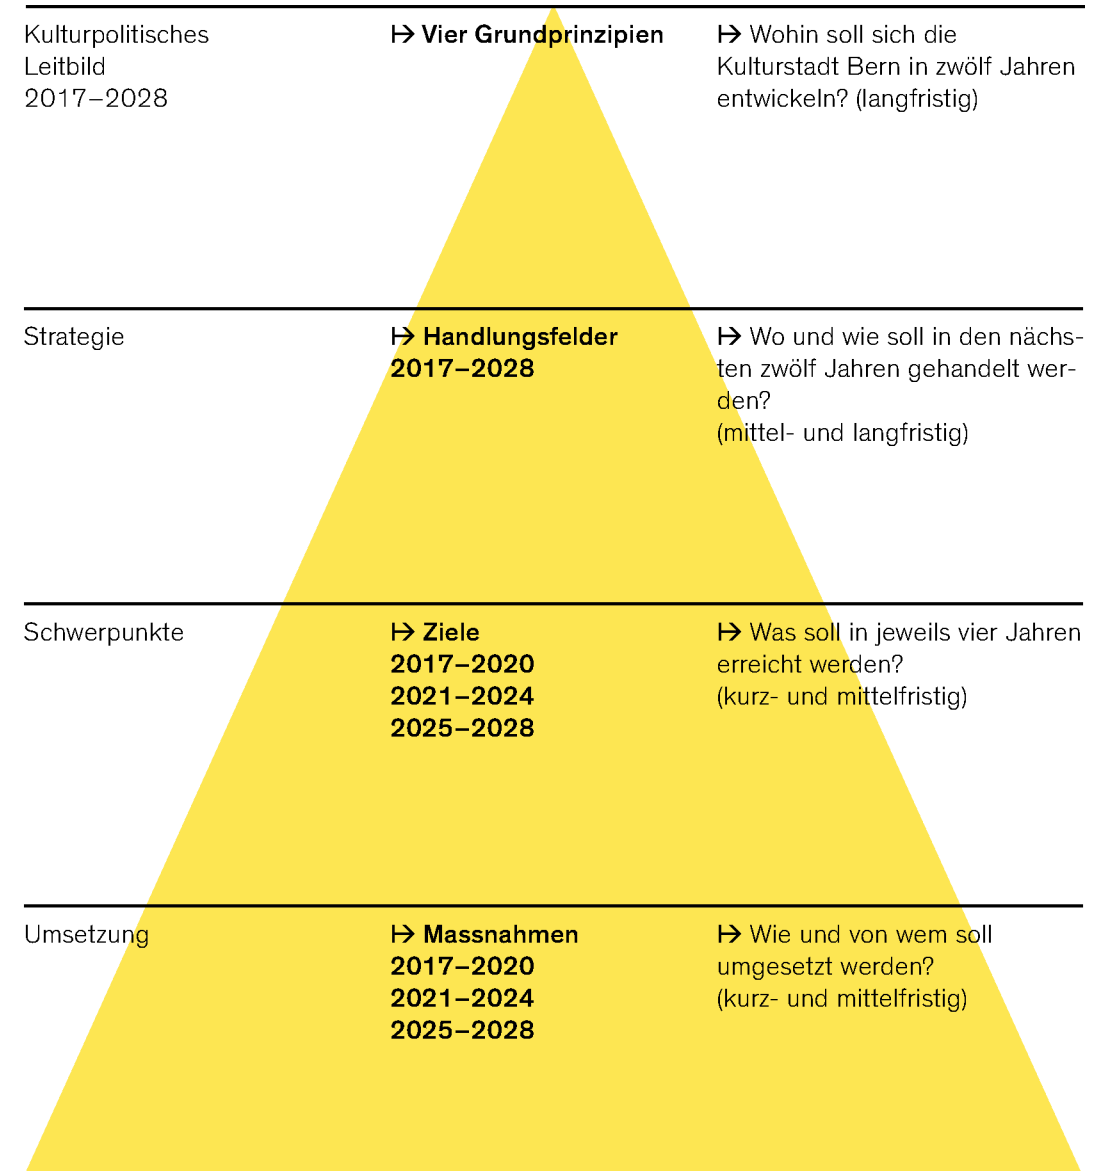 Kulturpolitisches
Leitbild
2017–2028
↦ Vier Grundprinzipien
↦ Wohin soll sich die
Kulturstadt Bern in zwölf Jahren
entwickeln? (langfristig)
Strategie
↦ Handlungsfelder
2017–2028
↦ Wo und wie soll in den nächs-
ten zwölf Jahren gehandelt wer-
den?
(mittel- und langfristig)
Schwerpunkte
↦ Ziele
2017–2020
2021–2024
2025–2028
↦ Was soll in jeweils vier Jahren
erreicht werden?
(kurz- und mittelfristig)
Umsetzung
↦ Massnahmen
2017–2020
2021–2024
2025–2028
↦ Wie und von wem soll
umgesetzt werden?
(kurz- und mittelfristig)